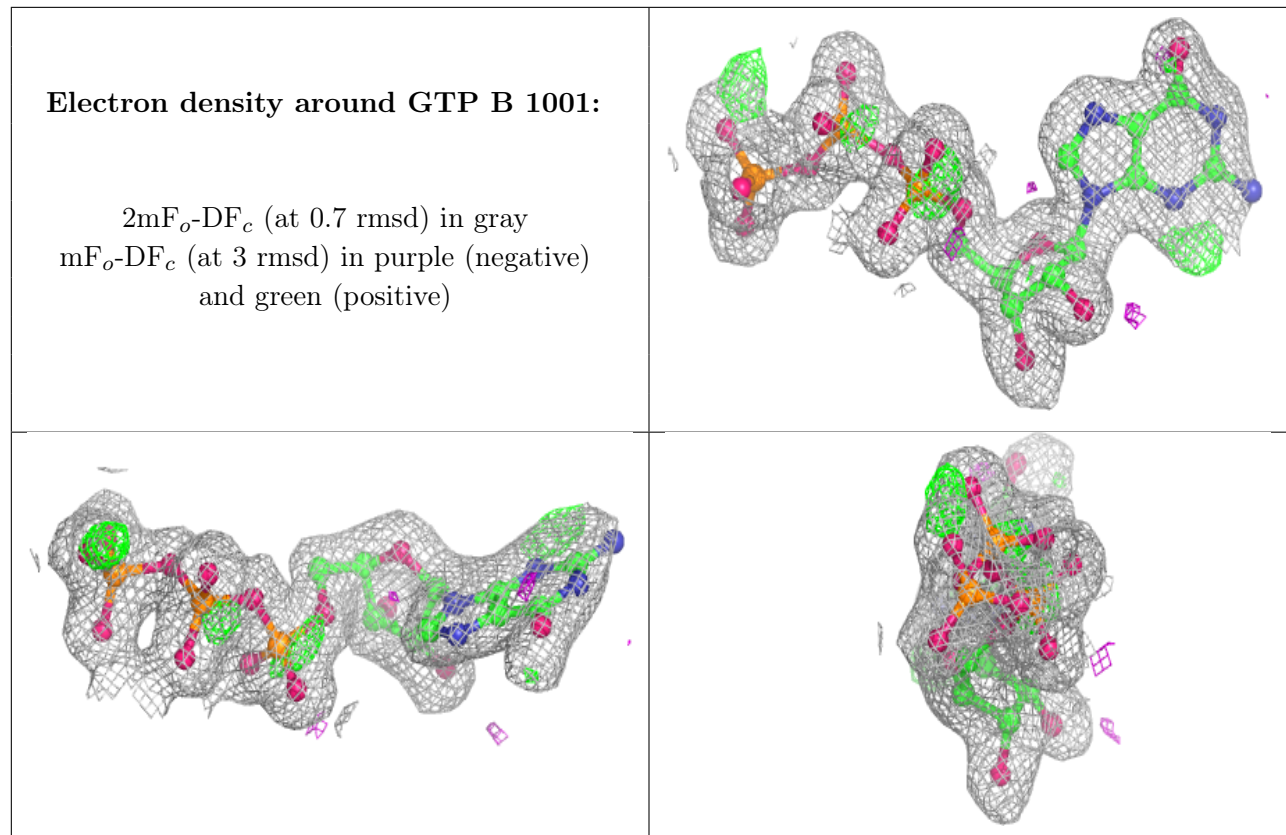 Electron density around GTP B 1001:
2mFo-DFc (at 0.7 rmsd) in gray
mFo-DFc (at 3 rmsd) in purple (negative)
and green (positive)